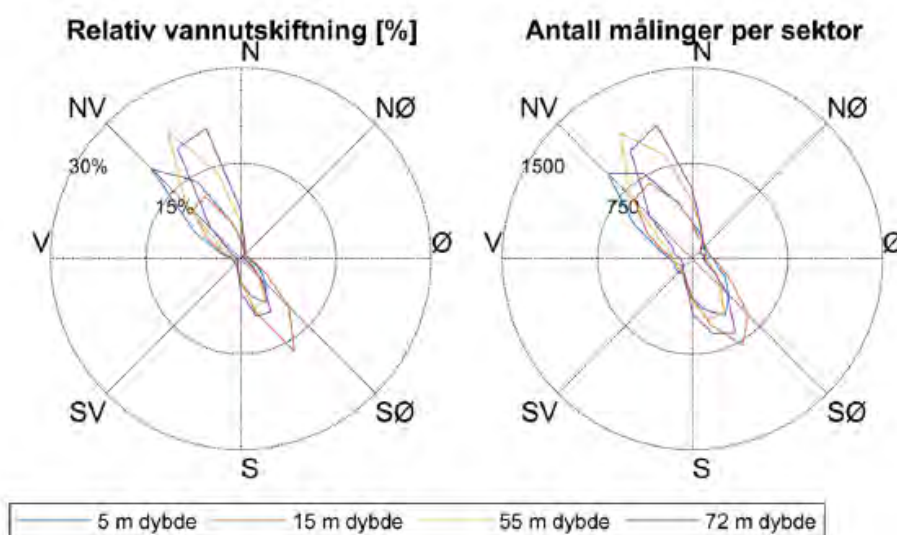 Relativ vannutskiftning [%]
Antall målinger per sektor
N
N
NV
NØ
NV
NØ
30%
1500
15%
750
V
Ø
V
Ø
SV
SØ
SV
SØ
S
S
5 m dybde
15 m dybde
55 m dybde
72 m dybde